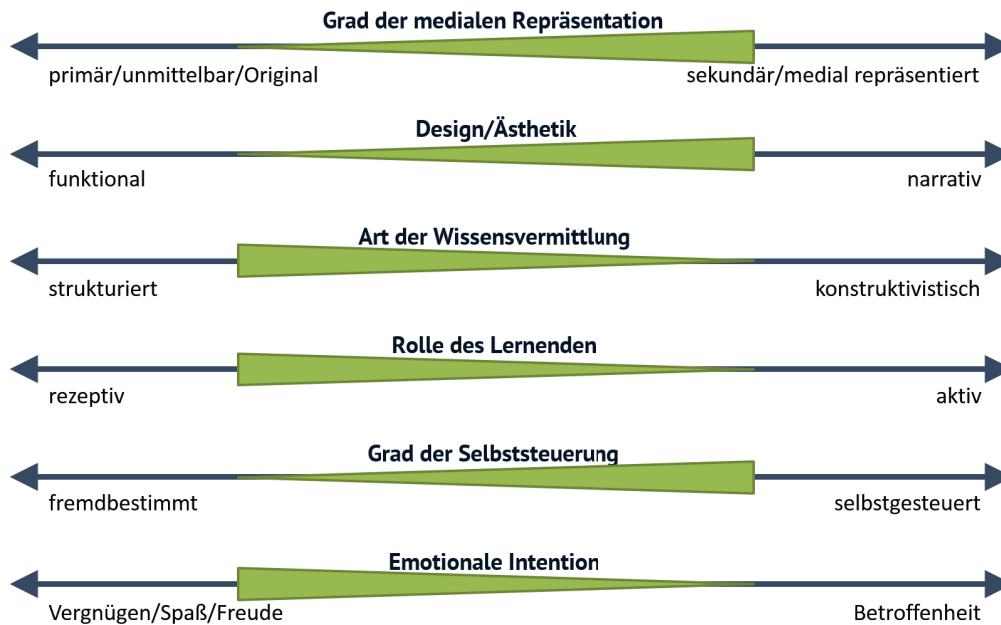 Grad der medialen Repräsentation
primär/unmittelbar/Original
sekundär/medial repräsentiert
Design/Ästhetik
funktional
narrativ
Art der Wissensvermittlung
strukturiert
konstruktivistisch
Rolle des Lernenden
rezeptiv
aktiv
Grad der Selbststeuerung
fremdbestimmt
selbstgesteuert
Emotionale Intention
Vergnügen/Spaß/Freude
Betroffenheit